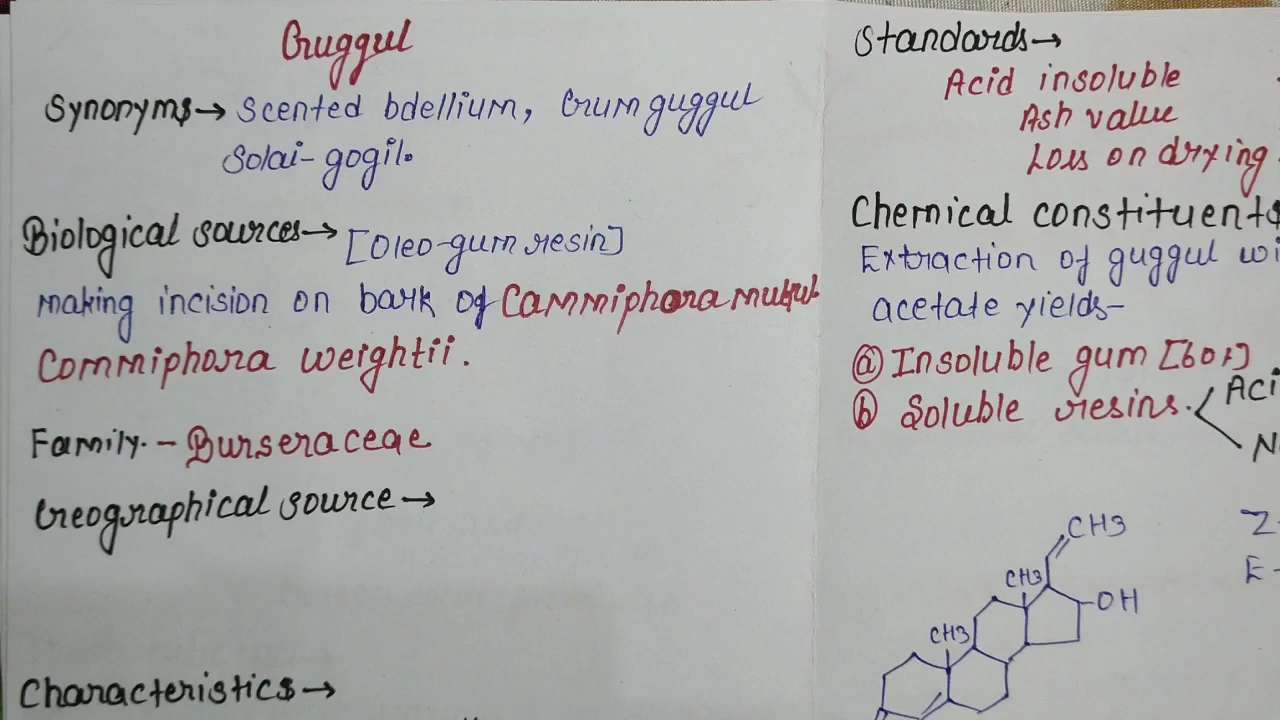 Guggul
Synonyms→ Scented bdellium, Gum guggul
Solai-gogil.
Biological sources→ [Oleo-gum resin]
making incision on bark of Cammiphora mukul
Commiphora weightii.
Family.- Burseraceae
Geographical source→
Characteristics→
Standards→
Acid insoluble
Ash value
Loss on drying
Chemical constituents
Extraction of guggul wi
acetate yields-
ⓐ Insoluble gum [60%]
ⓑ Soluble resins.
Aci
N
CH3
Z
CH3
E-
-OH
CH3